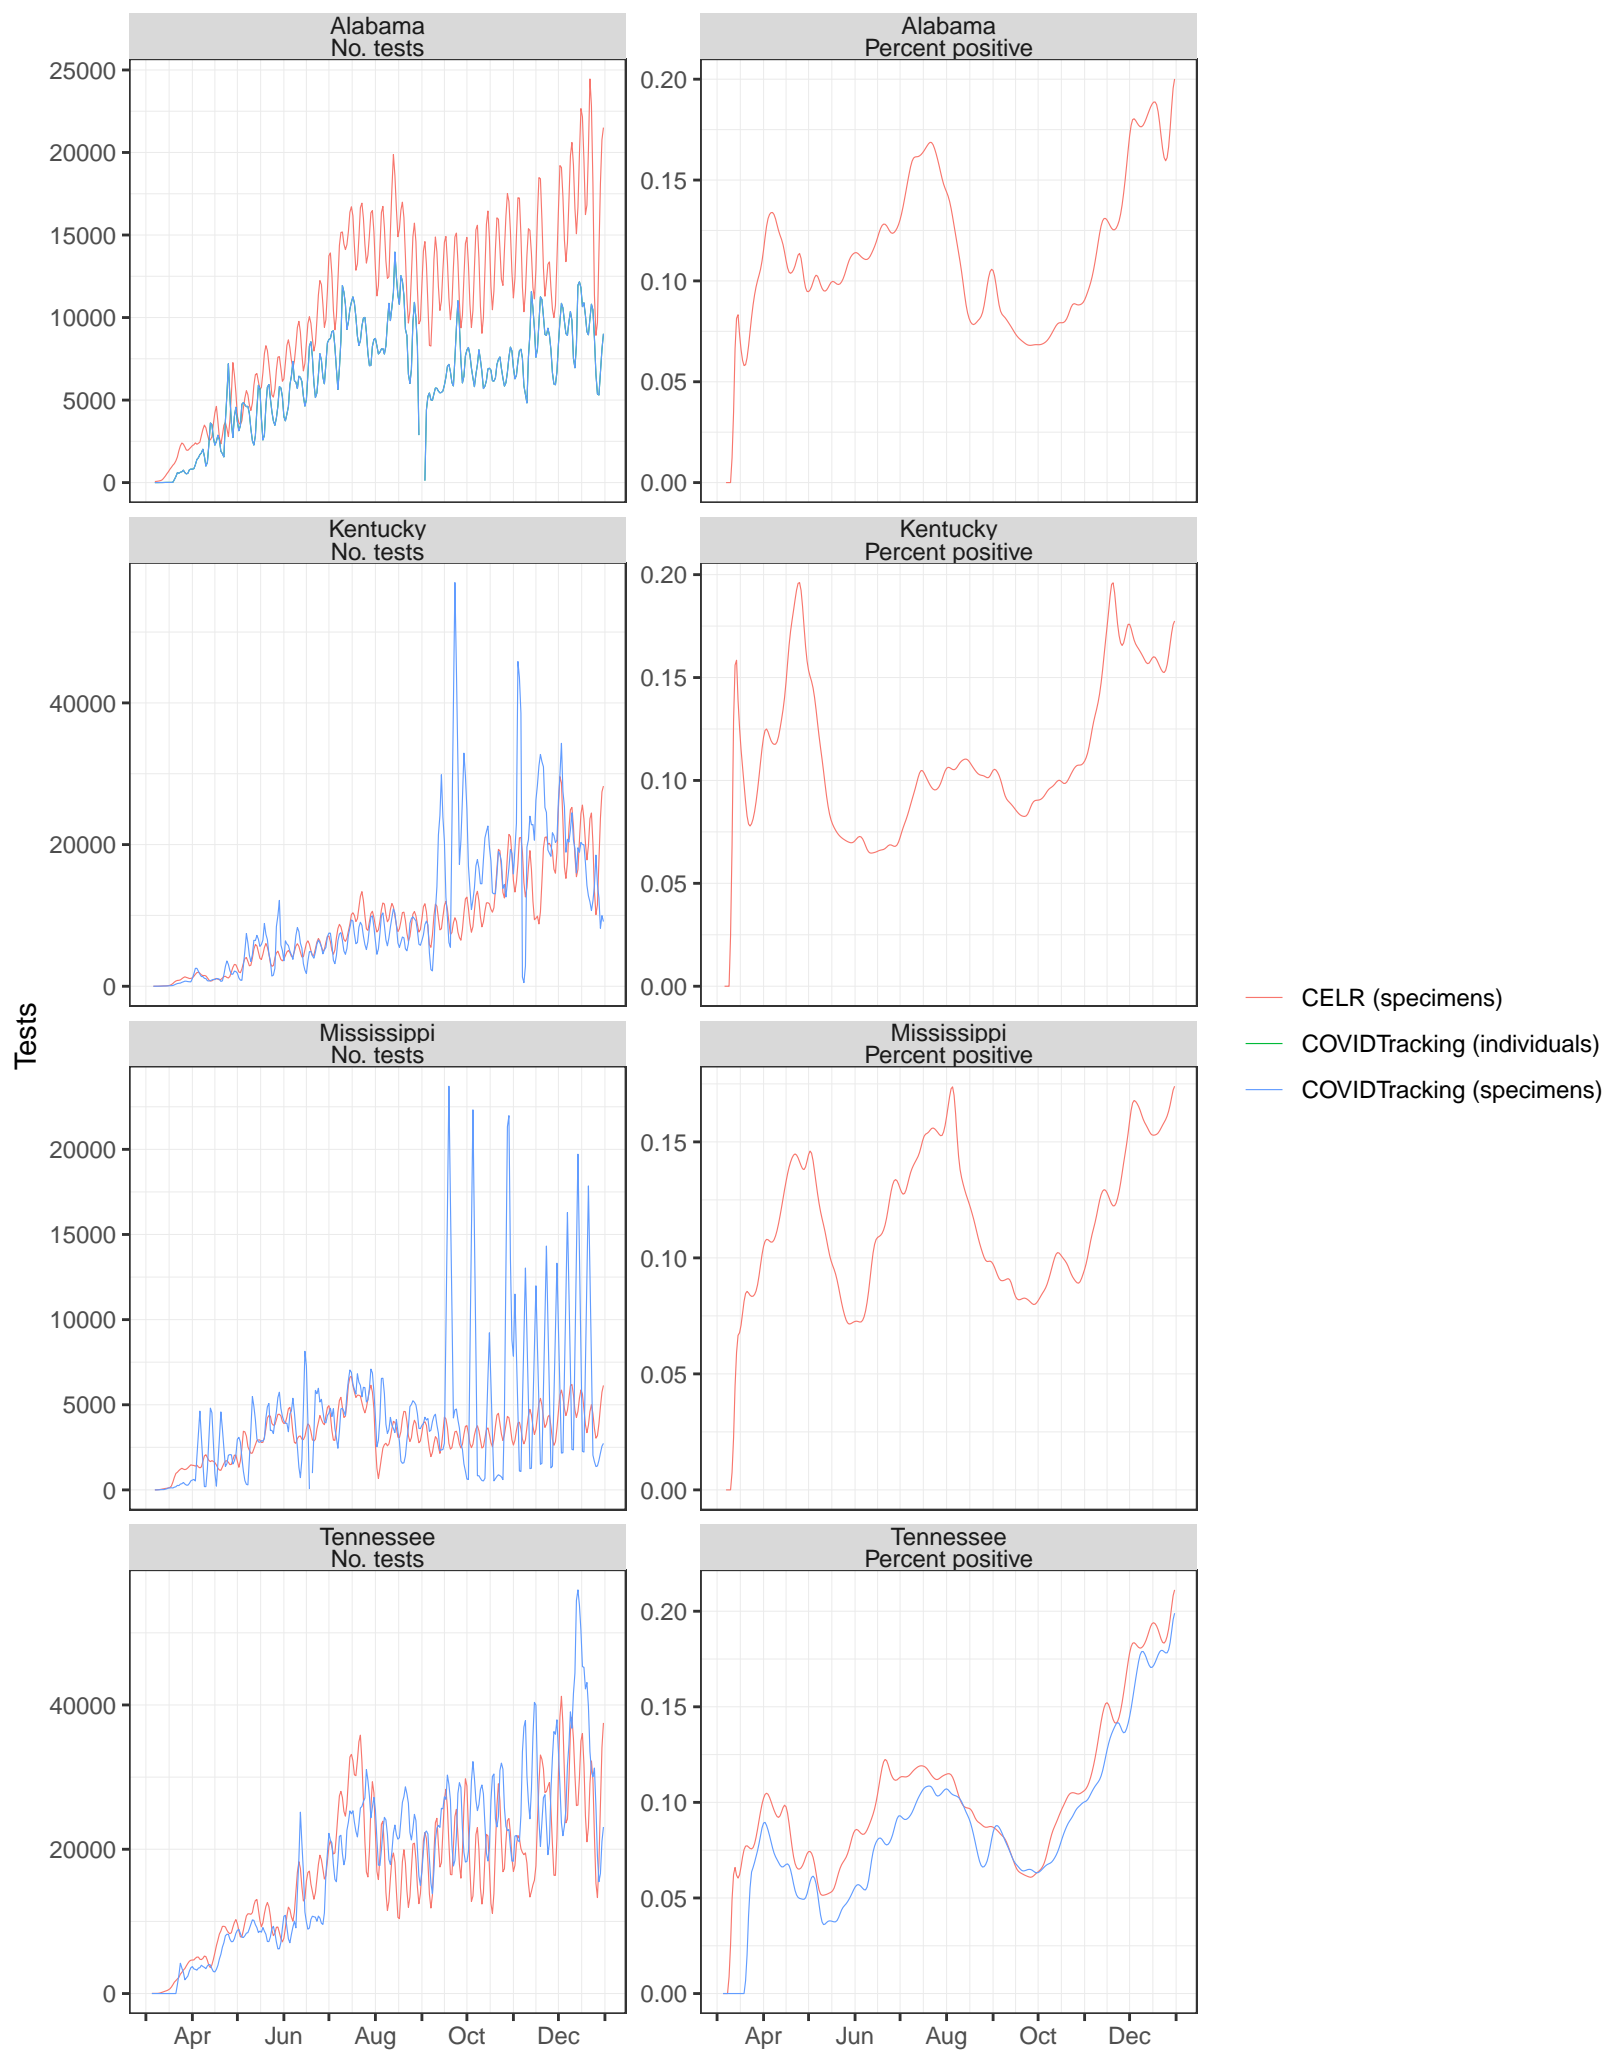 Alabama
No. tests
Alabama
Percent positive
25000
20000
15000
10000
5000
0
0.20
0.15
0.10
0.05
0.00
Kentucky
No. tests
Kentucky
Percent positive
40000
20000
0
0.20
0.15
0.10
0.05
0.00
Tests
Mississippi
No. tests
Mississippi
Percent positive
20000
15000
10000
5000
0
0.15
0.10
0.05
0.00
Tennessee
No. tests
Tennessee
Percent positive
40000
20000
0
0.20
0.15
0.10
0.05
0.00
Apr Jun Aug Oct Dec
Apr Jun Aug Oct Dec
CELR (specimens)
COVIDTracking (individuals)
COVIDTracking (specimens)